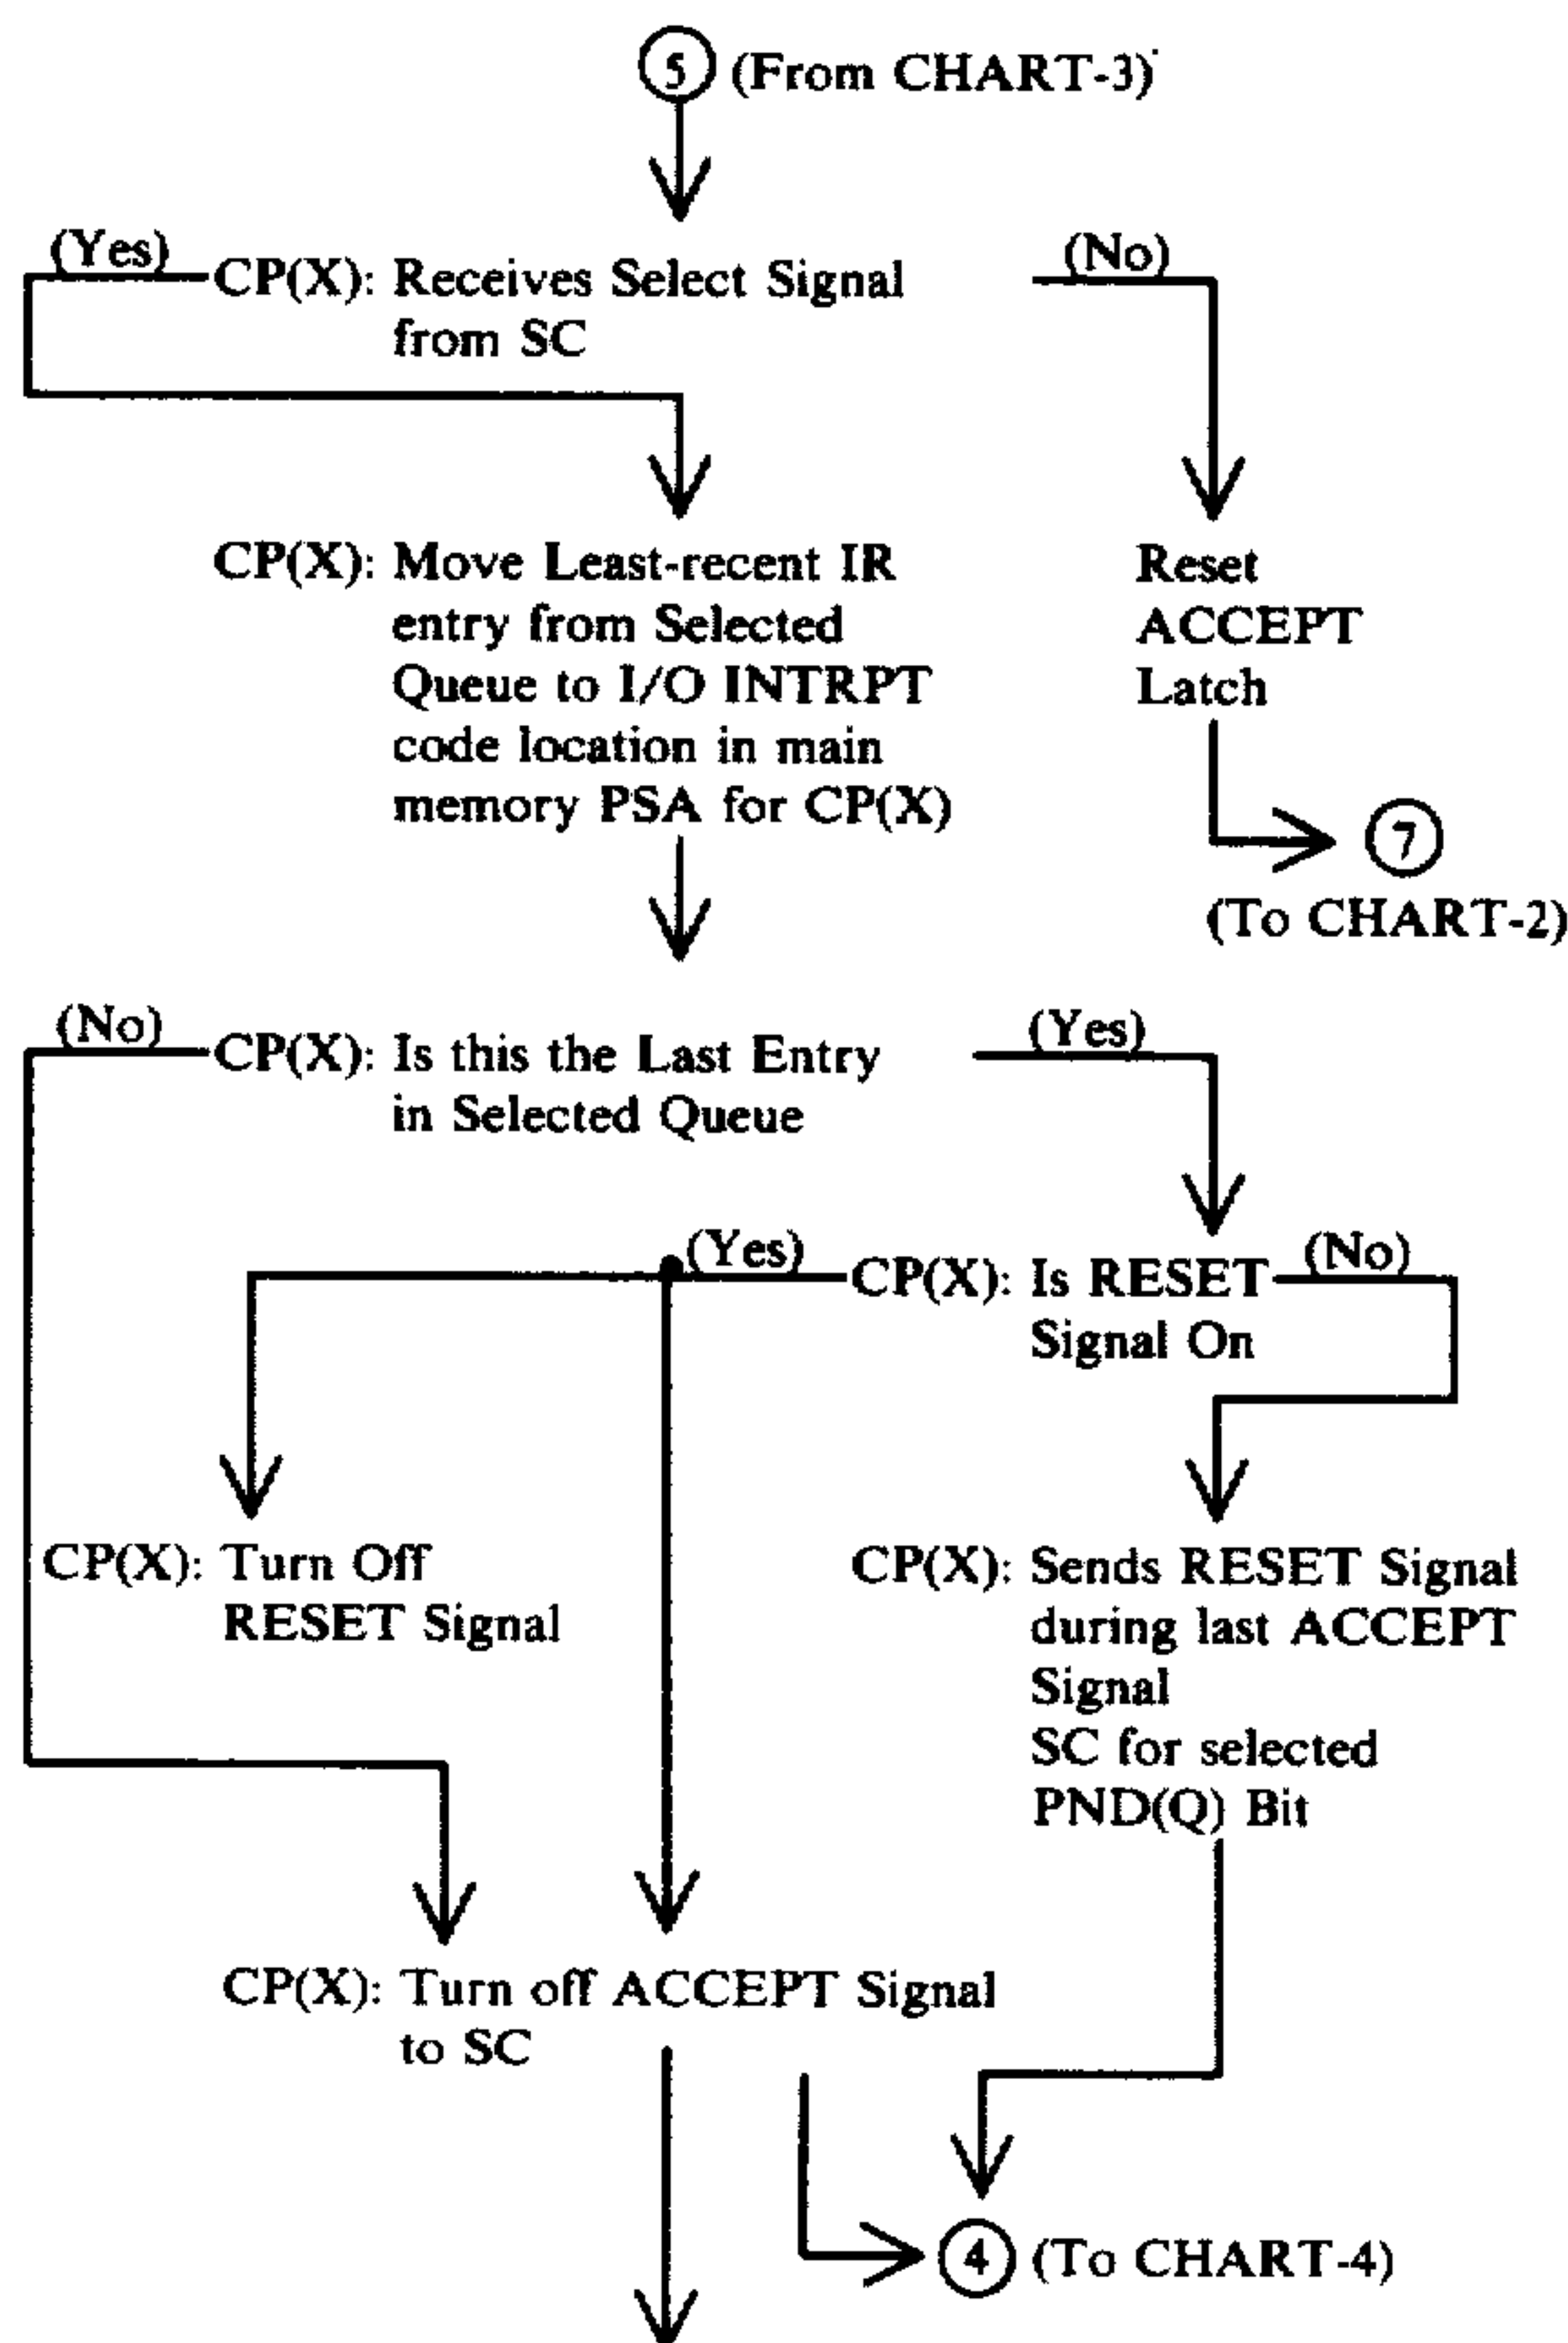 5 (From CHART-3)
(Yes) CP(X): Receives Select Signal (No)
from SC
CP(X): Move Least-recent IR
entry from Selected
Queue to I/O INTRPT
code location in main
memory PSA for CP(X)
Reset
ACCEPT
Latch
7
(To CHART-2)
(No) CP(X): Is this the Last Entry (Yes)
in Selected Queue
(Yes) CP(X): Is RESET (No)
Signal On
CP(X): Turn Off
RESET Signal
CP(X): Sends RESET Signal
during last ACCEPT
Signal
SC for selected
PND(Q) Bit
CP(X): Turn off ACCEPT Signal
to SC
4 (To CHART-4)